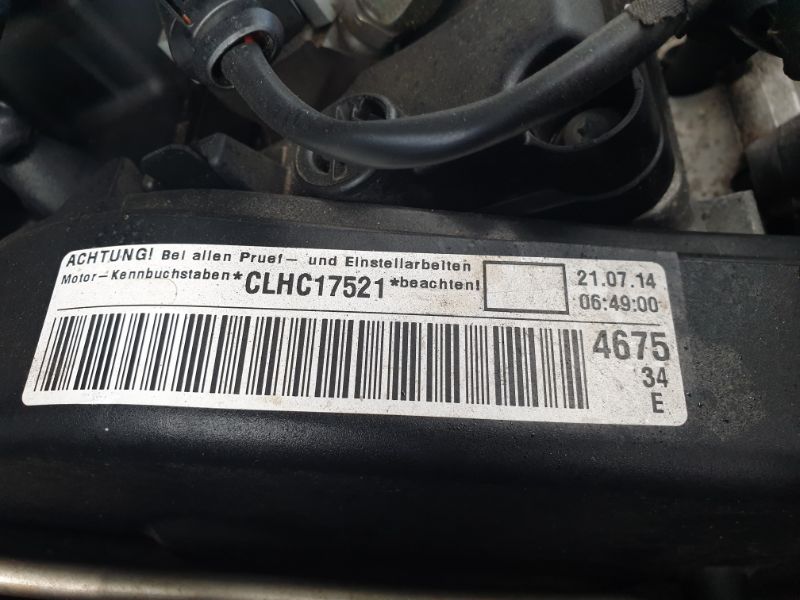 ACHTUNG! Bei allen Pruef- und Einstellarbeiten
Motor-Kennbuchstaben*CLHC17521*beachten!
21.07.14
06:49:00
4675
34
E